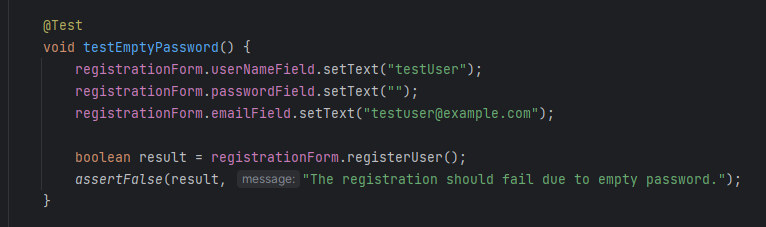 @Test
void testEmptyPassword() {
registrationForm.userNameField.setText("testUser");
registrationForm.passwordField.setText("");
registrationForm.emailField.setText("testuser@example.com");
boolean result = registrationForm.registerUser();
assertFalse(result, message: "The registration should fail due to empty password.");
}